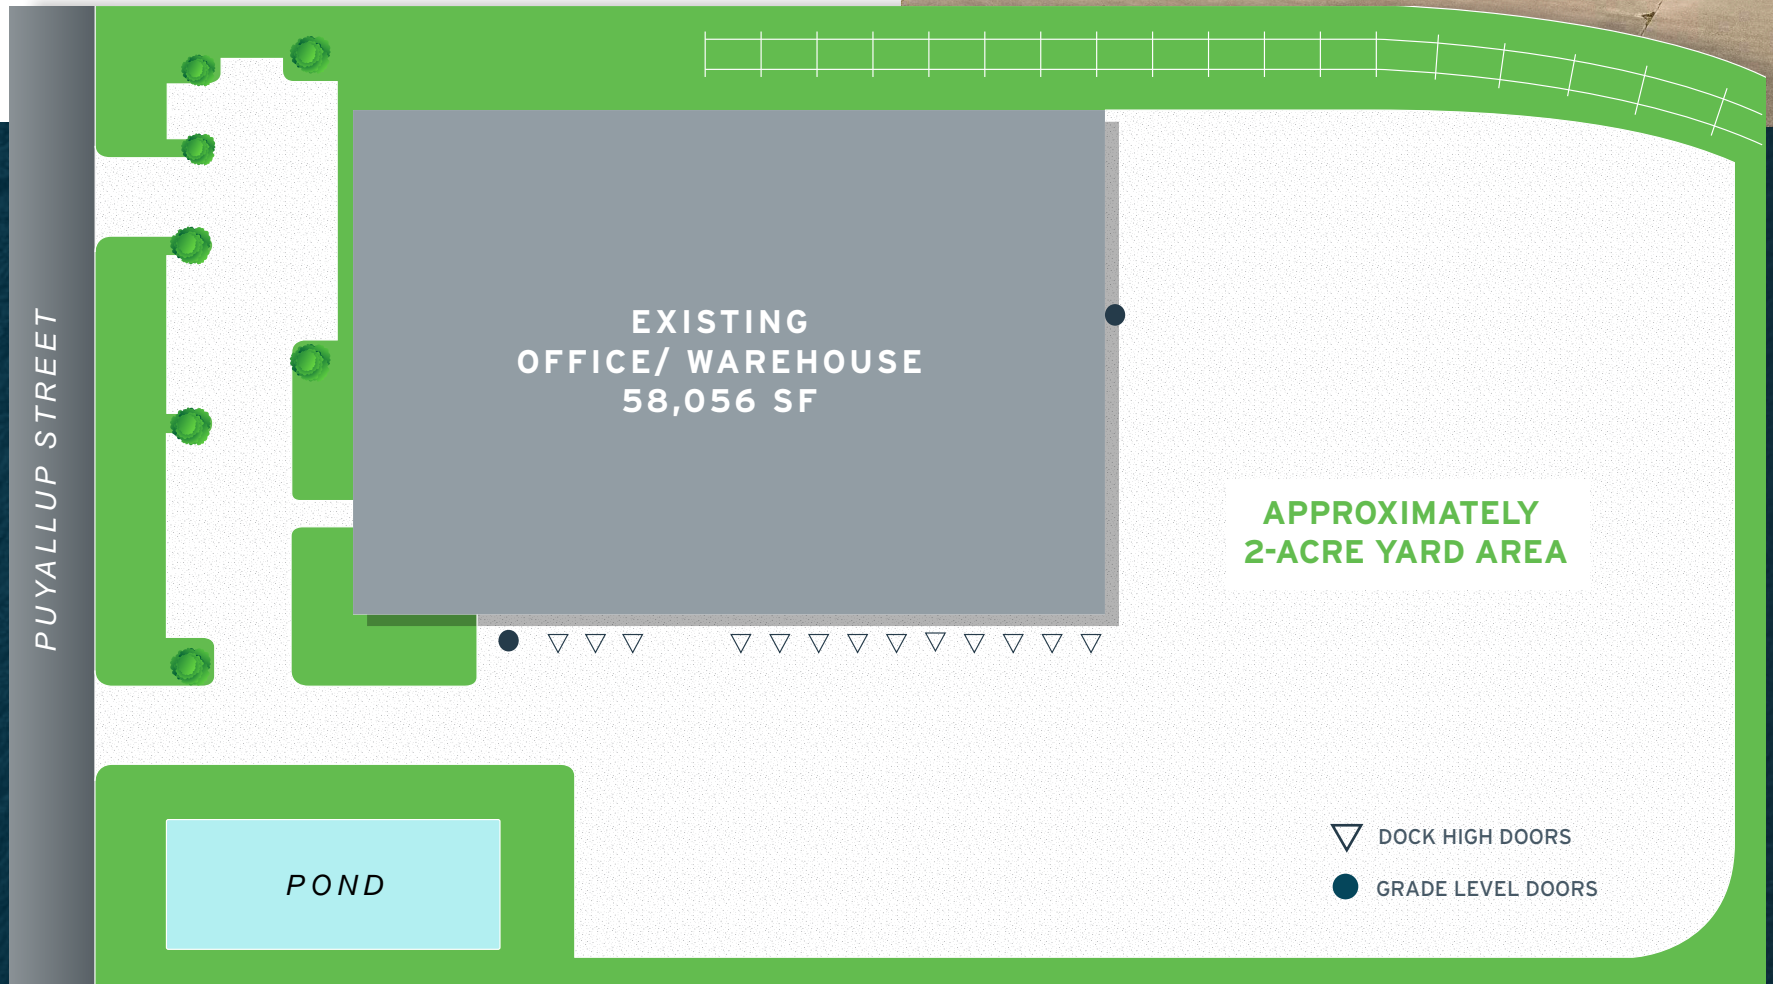 PUYALLUP STREET
EXISTING
OFFICE/ WAREHOUSE
58,056 SF
APPROXIMATELY
2-ACRE YARD AREA
DOCK HIGH DOORS
GRADE LEVEL DOORS
POND